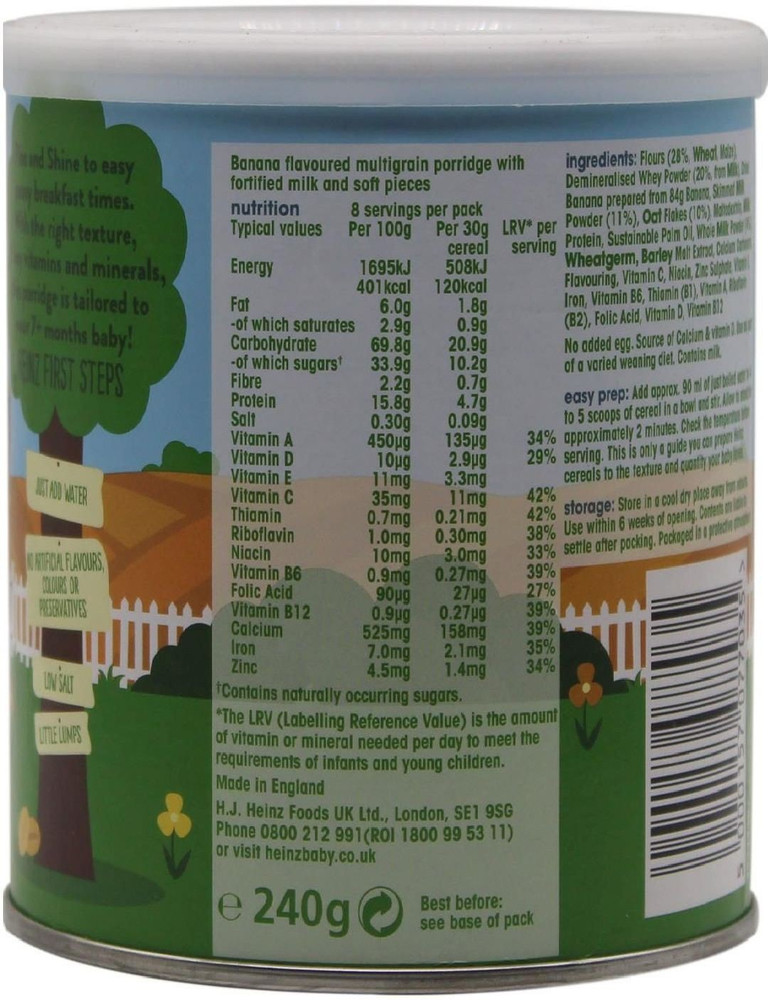 and Shine to easy
breakfast times.
the right texture,
vitamins and minerals,
porridge is tailored to
7+ months baby!
HEINZ FIRST STEPS
JUST ADD WATER
NO ARTIFICIAL FLAVOURS,
COLOURS OR
PRESERVATIVES
LOW SALT
LITTLE LUMPS
Banana flavoured multigrain porridge with
fortified milk and soft pieces
nutrition 8 servings per pack
Typical values Per 100g Per 30g LRV* per
cereal serving
Energy 1695kJ 508kJ
401kcal 120kcal
Fat 6.0g 1.8g
-of which saturates 2.9g 0.9g
Carbohydrate 69.8g 20.9g
-of which sugars† 33.9g 10.2g
Fibre 2.2g 0.7g
Protein 15.8g 4.7g
Salt 0.30g 0.09g
Vitamin A 450µg 135µg 34%
Vitamin D 10µg 2.9µg 29%
Vitamin E 11mg 3.3mg
Vitamin C 35mg 11mg 42%
Thiamin 0.7mg 0.21mg 42%
Riboflavin 1.0mg 0.30mg 38%
Niacin 10mg 3.0mg 33%
Vitamin B6 0.9mg 0.27mg 39%
Folic Acid 90µg 27µg 27%
Vitamin B12 0.9µg 0.27µg 39%
Calcium 525mg 158mg 39%
Iron 7.0mg 2.1mg 35%
Zinc 4.5mg 1.4mg 34%
†Contains naturally occurring sugars.
*The LRV (Labelling Reference Value) is the amount
of vitamin or mineral needed per day to meet the
requirements of infants and young children.
Made in England
H.J. Heinz Foods UK Ltd., London, SE1 9SG
Phone 0800 212 991(ROI 1800 99 53 11)
or visit heinzbaby.co.uk
e 240g Best before:
see base of pack
ingredients: Flours (28%, Wheat, Maize),
Demineralised Whey Powder (20%, from Milk), Dried
Banana prepared from 84g Banana, Skimmed Milk
Powder (11%), Oat Flakes (10%), Maltodextrin, Milk
Protein, Sustainable Palm Oil, Whole Milk Powder
Wheatgerm, Barley Malt Extract, Calcium Carbonate,
Flavouring, Vitamin C, Niacin, Zinc Sulphate, Vitamin
Iron, Vitamin B6, Thiamin (B1), Vitamin A, Riboflavin
(B2), Folic Acid, Vitamin D, Vitamin B12
No added egg. Source of Calcium & vitamin D,
of a varied weaning diet. Contains milk.
easy prep: Add approx. 90 ml of just boiled water
to 5 scoops of cereal in a bowl and stir. Allow to
approximately 2 minutes. Check the temperature before
serving. This is only a guide you can prepare
cereals to the texture and quantity your baby
storage: Store in a cool dry place away from
Use within 6 weeks of opening. Contents
settle after packing. Packaged in a protective atmosphere